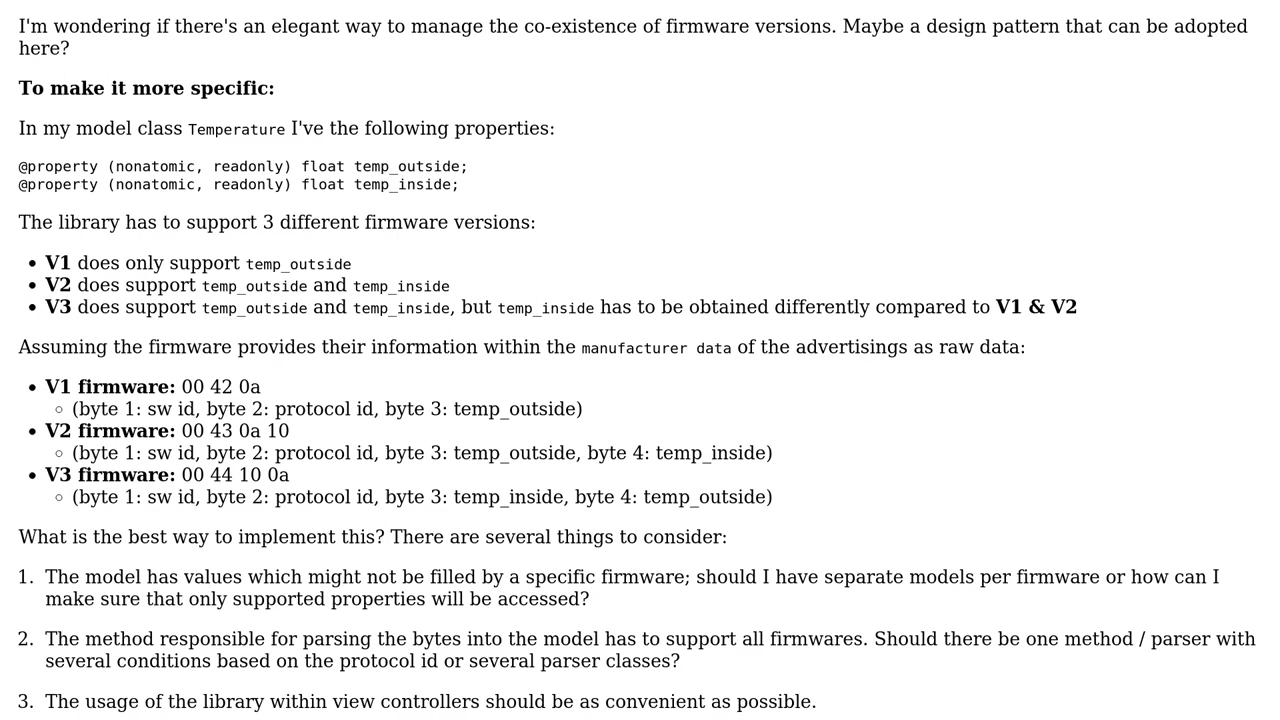 I'm wondering if there's an elegant way to manage the co-existence of firmware versions. Maybe a design pattern that can be adopted
here?
To make it more specific:
In my model class Temperature I've the following properties:
@property (nonatomic, readonly) float temp_outside;
@property (nonatomic, readonly) float temp_inside;
The library has to support 3 different firmware versions:
• V1 does only support temp_outside
• V2 does support temp_outside and temp_inside
• V3 does support temp_outside and temp_inside, but temp_inside has to be obtained differently compared to V1 & V2
Assuming the firmware provides their information within the manufacturer data of the advertisings as raw data:
• V1 firmware: 00 42 0a
◦ (byte 1: sw id, byte 2: protocol id, byte 3: temp_outside)
• V2 firmware: 00 43 0a 10
◦ (byte 1: sw id, byte 2: protocol id, byte 3: temp_outside, byte 4: temp_inside)
• V3 firmware: 00 44 10 0a
◦ (byte 1: sw id, byte 2: protocol id, byte 3: temp_inside, byte 4: temp_outside)
What is the best way to implement this? There are several things to consider:
1. The model has values which might not be filled by a specific firmware; should I have separate models per firmware or how can I
make sure that only supported properties will be accessed?
2. The method responsible for parsing the bytes into the model has to support all firmwares. Should there be one method / parser with
several conditions based on the protocol id or several parser classes?
3. The usage of the library within view controllers should be as convenient as possible.